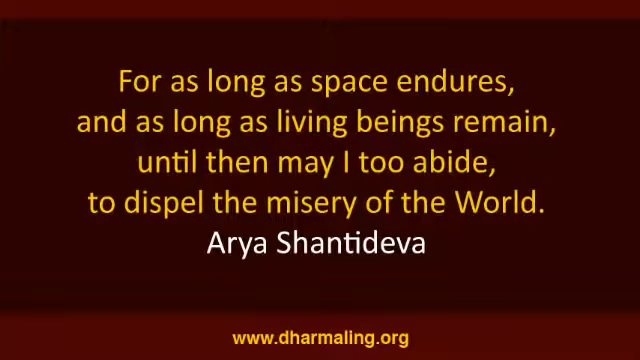 For as long as space endures,
and as long as living beings remain,
until then may I too abide,
to dispel the misery of the World.
Arya Shantideva
www.dharmaling.org